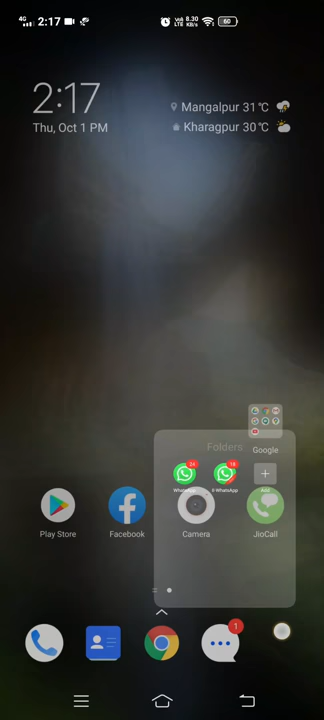 4G 2:17 Vo) LTE 8.30 KB/s 60
2:17
Thu, Oct 1 PM
Mangalpur 31°C
Kharagpur 30°C
Folders
Google
24
18
WhatsApp
WhatsApp
Add
Play Store
Facebook
Camera
JioCall
1